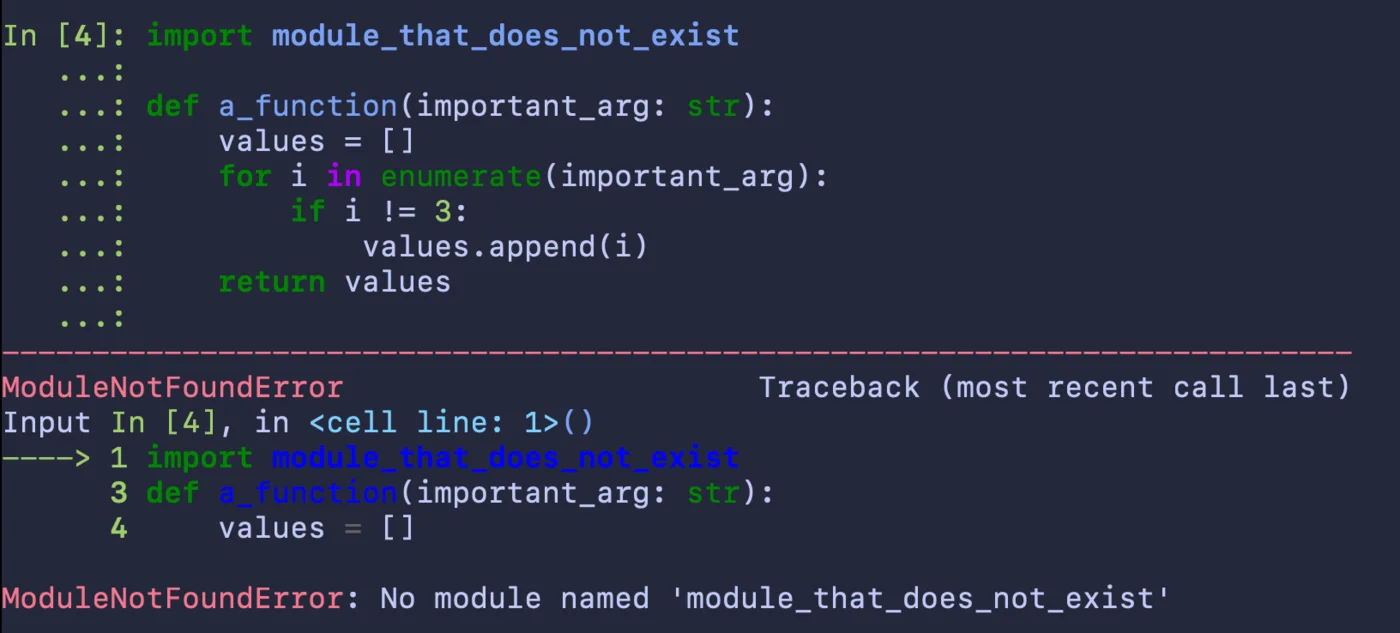 In [4]: import module_that_does_not_exist
   ...:
   ...: def a_function(important_arg: str):
   ...:     values = []
   ...:     for i in enumerate(important_arg):
   ...:         if i != 3:
   ...:             values.append(i)
   ...:     return values
   ...:
---------------------------------------------------------------------------
ModuleNotFoundError                       Traceback (most recent call last)
Input In [4], in <cell line: 1>()
----> 1 import module_that_does_not_exist
      3 def a_function(important_arg: str):
      4     values = []

ModuleNotFoundError: No module named 'module_that_does_not_exist'